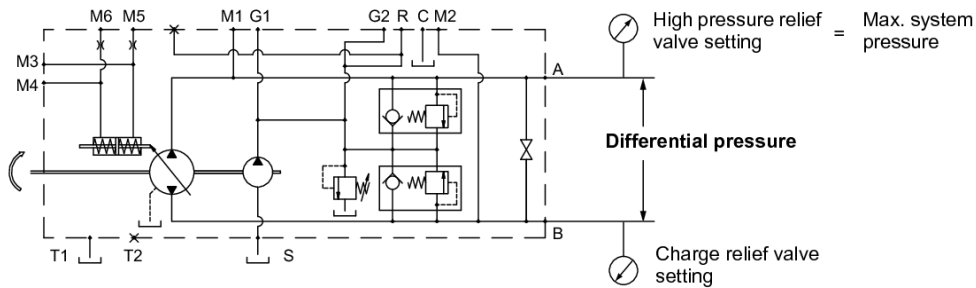 M6 M5 M1 G1 G2 R C M2
High pressure relief
valve setting
=
Max. system
pressure
M3
A
M4
Differential pressure
B
T1 T2 S
Charge relief valve
setting